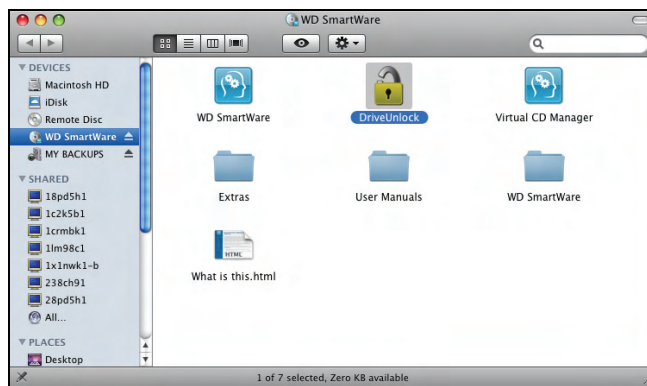 WD SmartWare
DEVICES
Macintosh HD
iDisk
Remote Disc
WD SmartWare
MY BACKUPS
SHARED
18pd5h1
1c2k5b1
1crmbk1
1lm98c1
1x1nwk1-b
238ch91
28pd5h1
All...
PLACES
Desktop
WD SmartWare
DriveUnlock
Virtual CD Manager
Extras
User Manuals
WD SmartWare
HTML
What is this.html
1 of 7 selected, Zero KB available